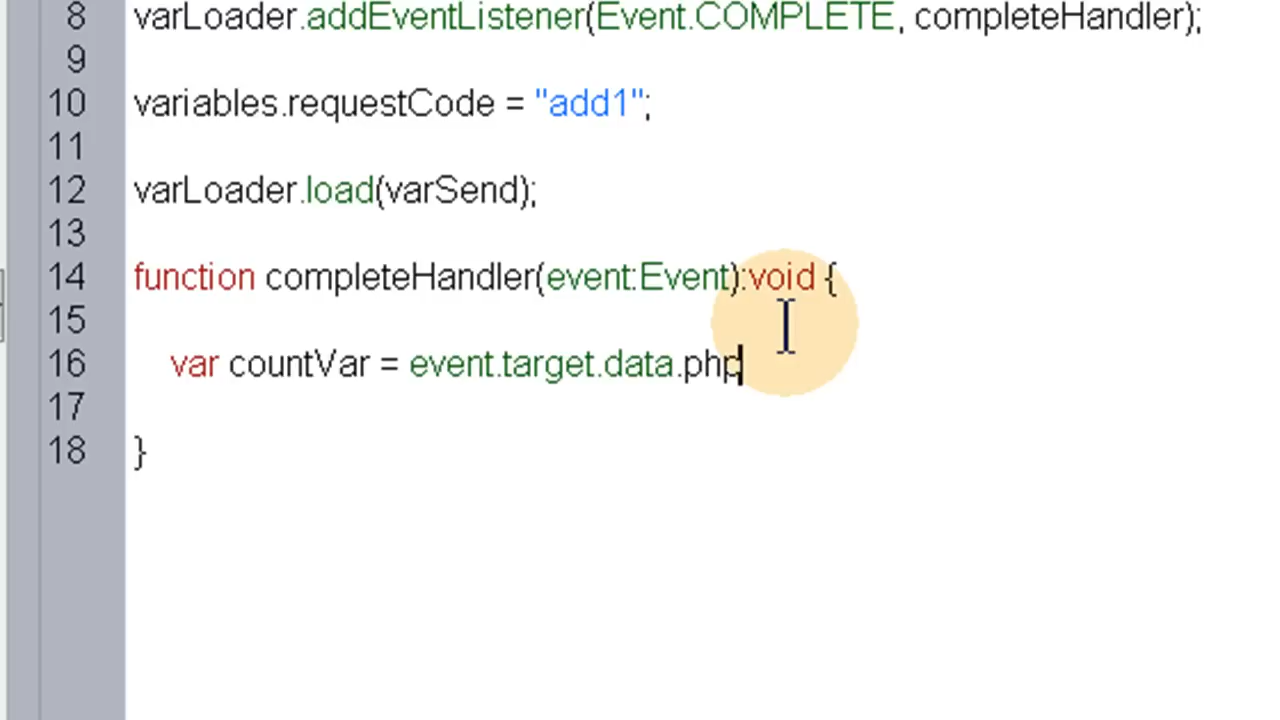 8 varLoader.addEventListener(Event.COMPLETE, completeHandler);
9
10 variables.requestCode = "add1";
11
12 varLoader.load(varSend);
13
14 function completeHandler(event:Event):void {
15
16 var countVar = event.target.data.php
17
18 }